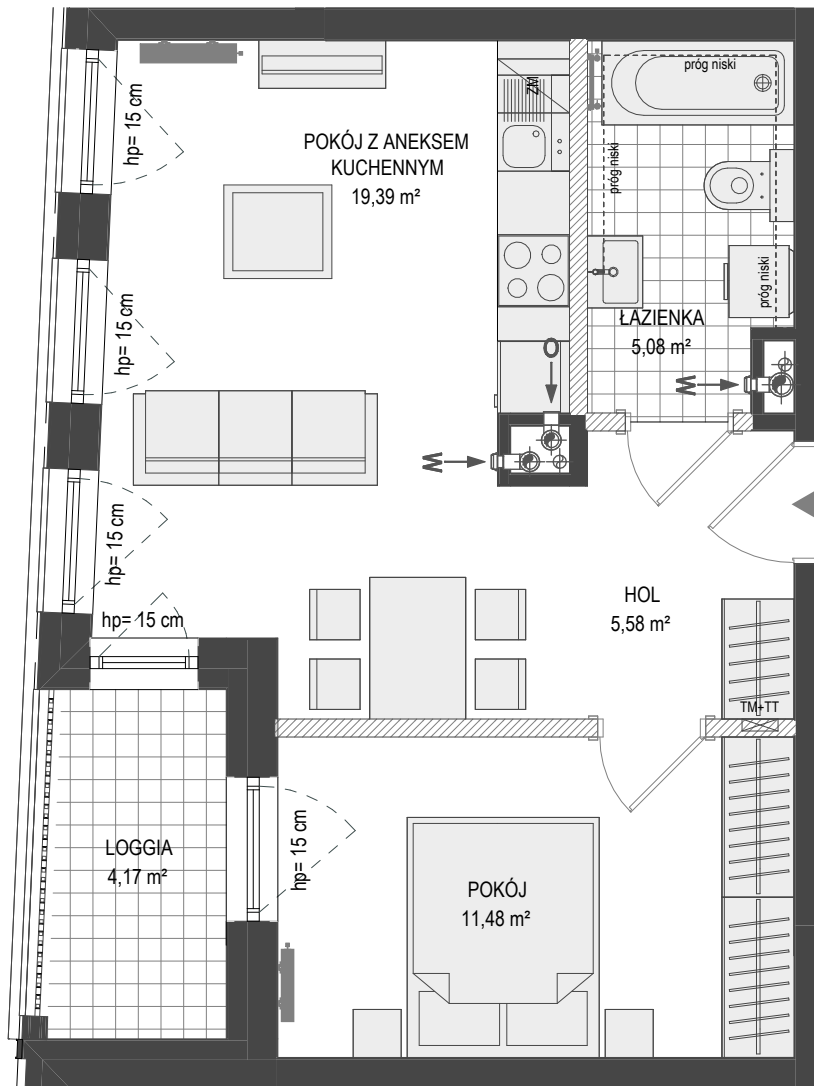 hp= 15 cm
POKÓJ Z ANEKSEM
KUCHENNYM
19,39 m²
ZM
próg niski
próg niski
próg niski
hp= 15 cm
ŁAZIENKA
5,08 m²
O
W
W
hp= 15 cm
hp= 15 cm
HOL
5,58 m²
TM+TT
LOGGIA
4,17 m²
hp= 15 cm
POKÓJ
11,48 m²